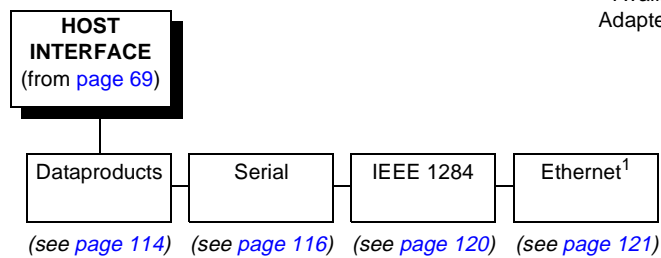 Adapte
HOST
INTERFACE
(from page 69)
Dataproducts
Serial
IEEE 1284
Ethernet1
(see page 114)
(see page 116)
(see page 120)
(see page 121)